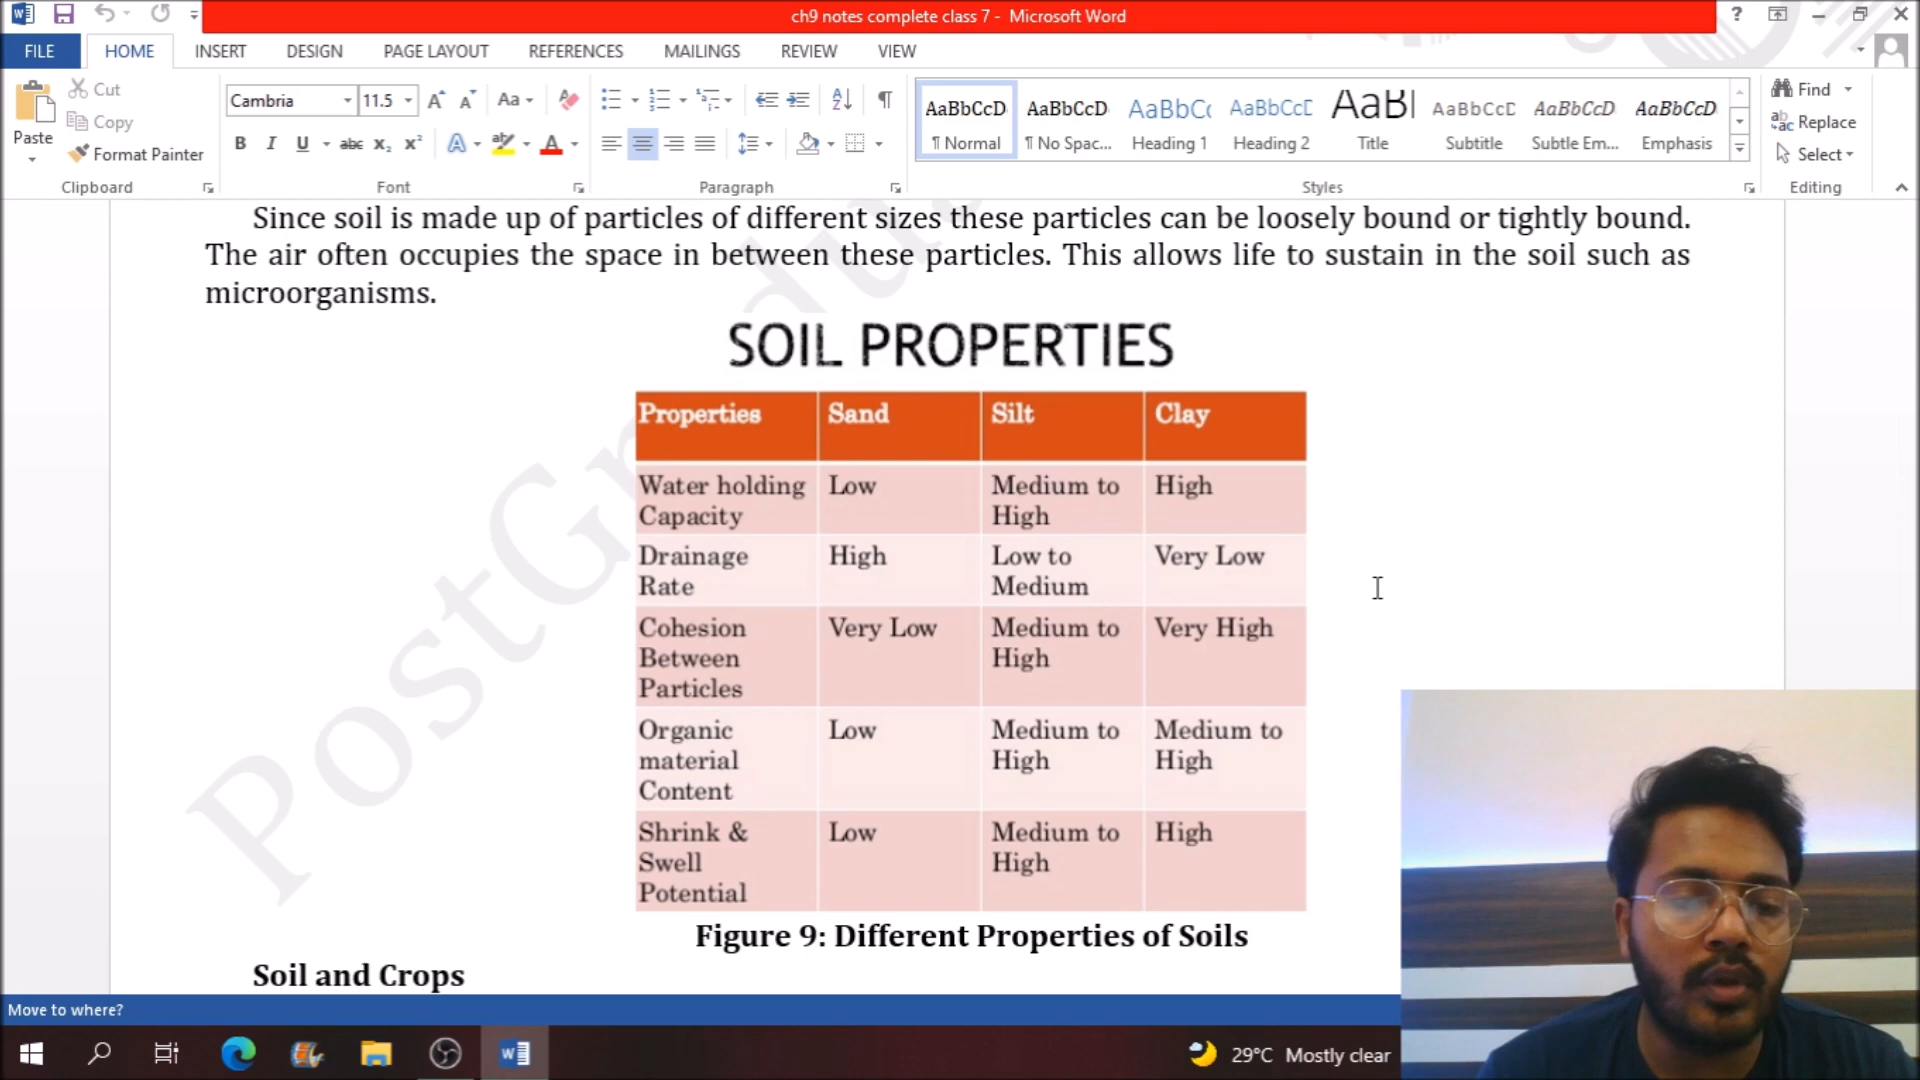 ch9 notes complete class 7 - Microsoft Word
FILE HOME INSERT DESIGN PAGE LAYOUT REFERENCES MAILINGS REVIEW VIEW
Paste
Cut
Copy
Format Painter
Clipboard
Cambria 11.5
Font
Paragraph
AaBbCcD AaBbCcD AaBbC AaBbCcD AaBl AaBbCcD AaBbCcD AaBbCcD
¶ Normal ¶ No Spac... Heading 1 Heading 2 Title Subtitle Subtle Em... Emphasis
Styles
Find
Replace
Select
Editing
Since soil is made up of particles of different sizes these particles can be loosely bound or tightly bound.
The air often occupies the space in between these particles. This allows life to sustain in the soil such as
microorganisms.
SOIL PROPERTIES
Properties Sand Silt Clay
Water holding Capacity Low Medium to High High
Drainage Rate High Low to Medium Very Low
Cohesion Between Particles Very Low Medium to High Very High
Organic material Content Low Medium to High Medium to High
Shrink & Swell Potential Low Medium to High High
Figure 9: Different Properties of Soils
Soil and Crops
Move to where?
29°C Mostly clear